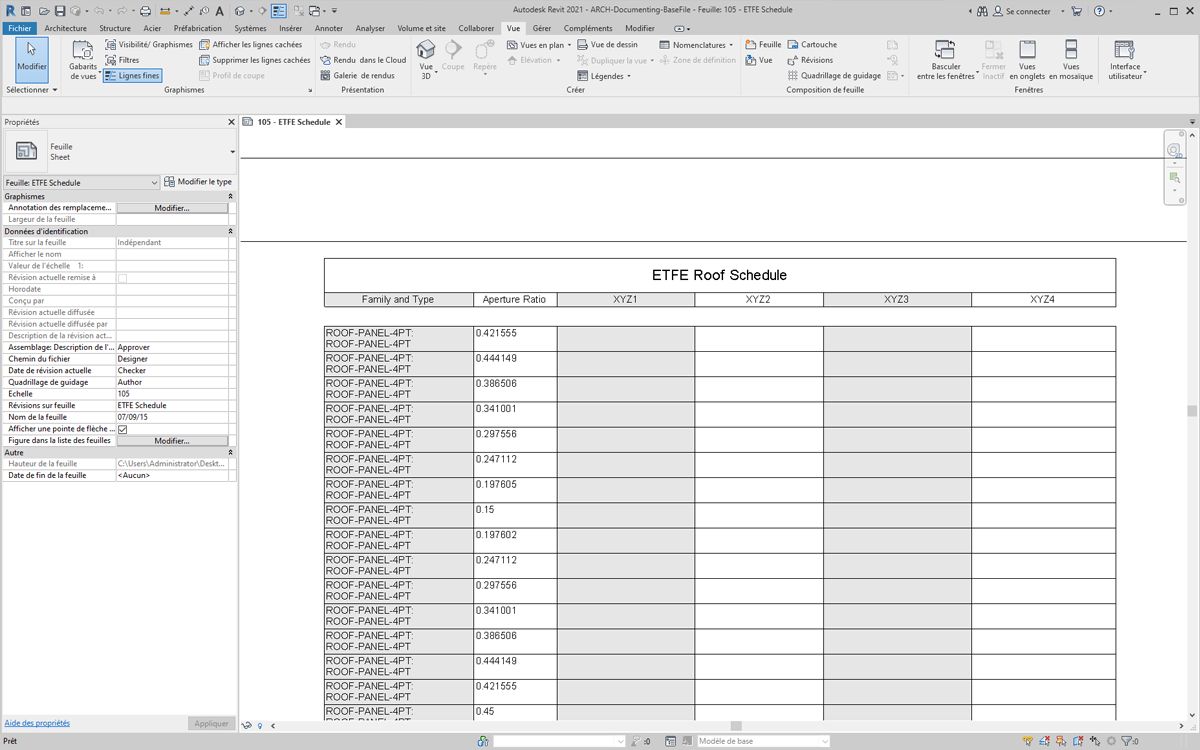 Autodesk Revit 2021 - ARCH-Documenting-BaseFile - Feuille: 105 - ETFE Schedule
Se connecter
Fichier Architecture Structure Acier Préfabrication Systèmes Insérer Annoter Analyser Volume et site Collaborer Vue Gérer Compléments Modifier
Modifier
Gabarits de vues
Visibilité/ Graphismes
Filtres
Lignes fines
Afficher les lignes cachées
Supprimer les lignes cachées
Profil de coupe
Rendu
Rendu dans le Cloud
Galerie de rendus
Vue 3D
Coupe
Repère
Vues en plan
Élévation
Vue de dessin
Dupliquer la vue
Légendes
Nomenclatures
Zone de définition
Feuille
Vue
Cartouche
Révisions
Quadrillage de guidage
Basculer entre les fenêtres
Fermer Inactif
Vues en onglets
Vues en mosaïque
Interface utilisateur
Sélectionner
Graphismes
Présentation
Créer
Composition de feuille
Fenêtres
Propriétés
105 - ETFE Schedule
Feuille
Sheet
Feuille: ETFE Schedule
Modifier le type
Graphismes
Annotation des remplaceme... Modifier...
Largeur de la feuille
Données d'identification
Titre sur la feuille Indépendant
Afficher le nom
Valeur de l'échelle 1:
Révision actuelle remise à
Horodate
Conçu par
Révision actuelle diffusée
Révision actuelle diffusée par
Description de la révision act...
Assemblage: Description de l'... Approver
Chemin du fichier Designer
Date de révision actuelle Checker
Quadrillage de guidage Author
Echelle 105
Révisions sur feuille ETFE Schedule
Nom de la feuille 07/09/15
Afficher une pointe de flèche ...
Figure dans la liste des feuilles Modifier...
Autre
Hauteur de la feuille C:\Users\Administrator\Deskt...
Date de fin de la feuille <Aucun>
Aide des propriétés
Appliquer
ETFE Roof Schedule
Family and Type Aperture Ratio XYZ1 XYZ2 XYZ3 XYZ4
ROOF-PANEL-4PT: 0.421555
ROOF-PANEL-4PT
ROOF-PANEL-4PT: 0.444149
ROOF-PANEL-4PT
ROOF-PANEL-4PT: 0.386506
ROOF-PANEL-4PT
ROOF-PANEL-4PT: 0.341001
ROOF-PANEL-4PT
ROOF-PANEL-4PT: 0.297556
ROOF-PANEL-4PT
ROOF-PANEL-4PT: 0.247112
ROOF-PANEL-4PT
ROOF-PANEL-4PT: 0.197605
ROOF-PANEL-4PT
ROOF-PANEL-4PT: 0.15
ROOF-PANEL-4PT
ROOF-PANEL-4PT: 0.197602
ROOF-PANEL-4PT
ROOF-PANEL-4PT: 0.247112
ROOF-PANEL-4PT
ROOF-PANEL-4PT: 0.297556
ROOF-PANEL-4PT
ROOF-PANEL-4PT: 0.341001
ROOF-PANEL-4PT
ROOF-PANEL-4PT: 0.386506
ROOF-PANEL-4PT
ROOF-PANEL-4PT: 0.444149
ROOF-PANEL-4PT
ROOF-PANEL-4PT: 0.421555
ROOF-PANEL-4PT
ROOF-PANEL-4PT: 0.45
Prêt
:0
Modèle de base
:0